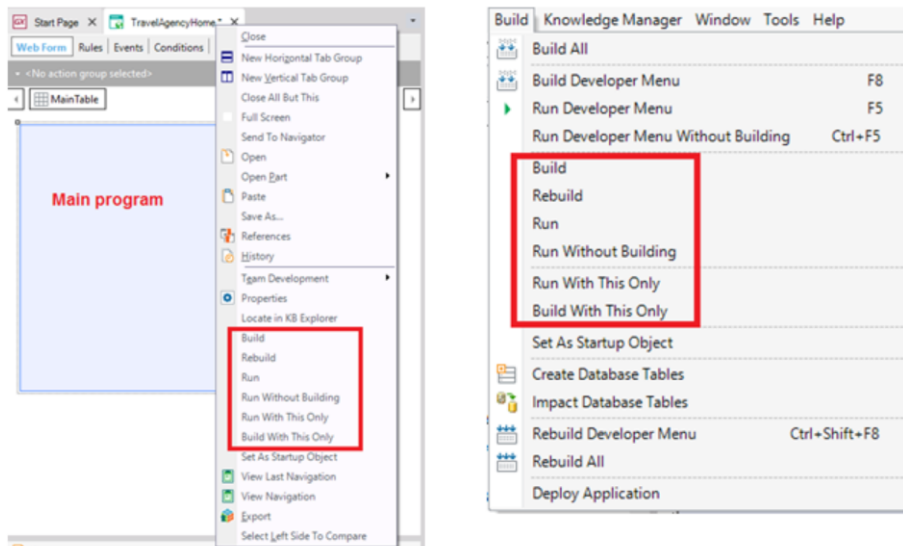 Start Page
TravelAgencyHome *
Web Form Rules Events Conditions
<No action group selected>
MainTable
Main program
Close
New Horizontal Tab Group
New Vertical Tab Group
Close All But This
Full Screen
Send To Navigator
Open
Open Part
Paste
Save As...
References
History
Team Development
Properties
Locate in KB Explorer
Build
Rebuild
Run
Run Without Building
Run With This Only
Build With This Only
Set As Startup Object
View Last Navigation
View Navigation
Export
Select Left Side To Compare
Build Knowledge Manager Window Tools Help
Build All
Build Developer Menu F8
Run Developer Menu F5
Run Developer Menu Without Building Ctrl+F5
Build
Rebuild
Run
Run Without Building
Run With This Only
Build With This Only
Set As Startup Object
Create Database Tables
Impact Database Tables
Rebuild Developer Menu Ctrl+Shift+F8
Rebuild All
Deploy Application